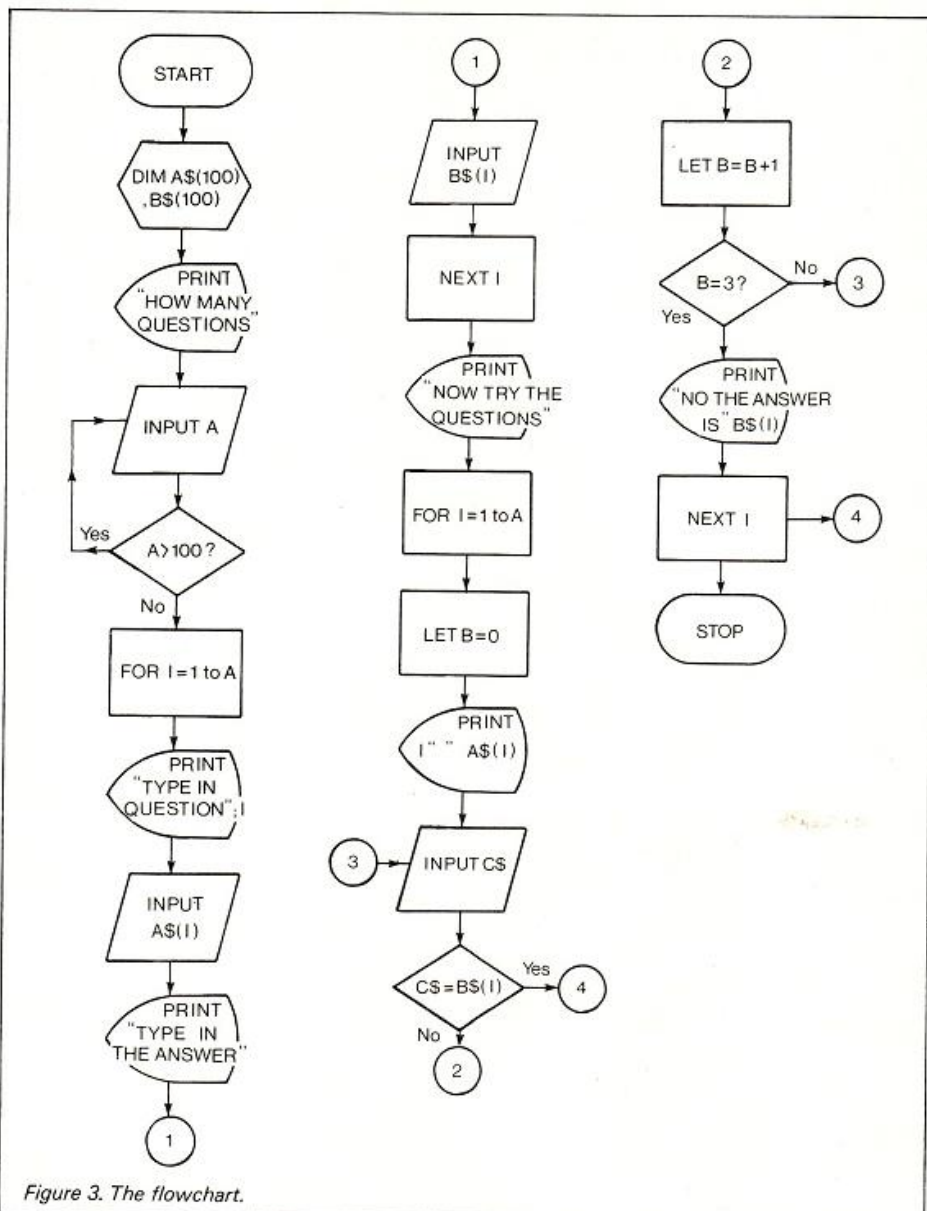 START
DIM A$(100)
,B$(100)
PRINT
"HOW MANY
QUESTIONS"
INPUT A
Yes
A>100?
No
FOR I=1 to A
PRINT
"TYPE IN
QUESTION";I
INPUT
A$(I)
PRINT
"TYPE IN
THE ANSWER"
1
1
INPUT
B$(I)
NEXT I
PRINT
"NOW TRY THE
QUESTIONS"
FOR I=1 to A
LET B=0
PRINT
I" " A$(I)
3
INPUT C$
C$=B$(I)
Yes
4
No
2
2
LET B=B+1
B=3?
No
3
Yes
PRINT
"NO THE ANSWER
IS" B$(I)
NEXT I
4
STOP
Figure 3. The flowchart.